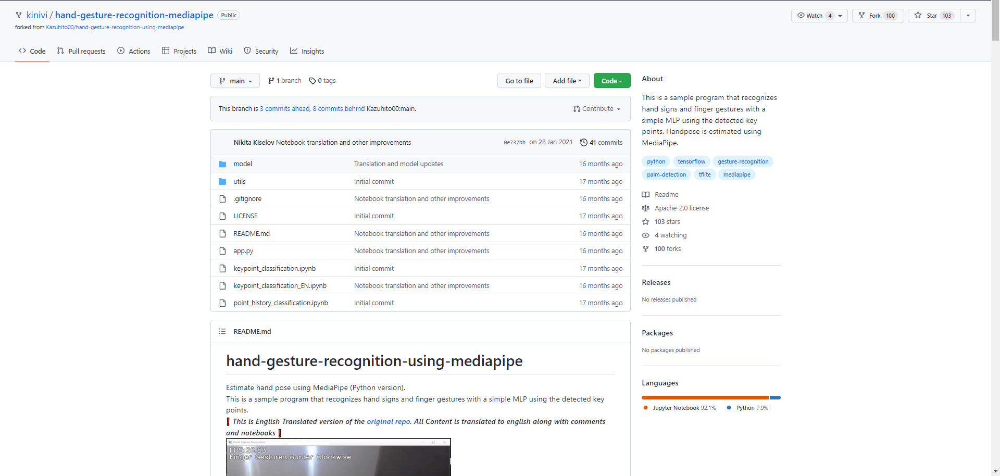 kinivi / hand-gesture-recognition-mediapipe Public
Watch 4 Fork 100 Star 103
forked from Kazuhito00/hand-gesture-recognition-using-mediapipe
Code Pull requests Actions Projects Wiki Security Insights
main 1 branch 0 tags Go to file Add file Code
This branch is 3 commits ahead, 8 commits behind Kazuhito00:main. Contribute
Nikita Kiselov Notebook translation and other improvements 0e737bb on 28 Jan 2021 41 commits
model Translation and model updates 16 months ago
utils Initial commit 17 months ago
.gitignore Notebook translation and other improvements 16 months ago
LICENSE Initial commit 17 months ago
README.md Notebook translation and other improvements 16 months ago
app.py Notebook translation and other improvements 16 months ago
keypoint_classification.ipynb Initial commit 17 months ago
keypoint_classification_EN.ipynb Notebook translation and other improvements 16 months ago
point_history_classification.ipynb Initial commit 17 months ago
README.md
hand-gesture-recognition-using-mediapipe
Estimate hand pose using MediaPipe (Python version).
This is a sample program that recognizes hand signs and finger gestures with a simple MLP using the detected key
points.
❗ This is English Translated version of the original repo. All Content is translated to english along with comments
and notebooks ❗
Hand Gesture Recognition
FPS:26.53
Finger Gesture:Counter Clockwise
About
This is a sample program that recognizes
hand signs and finger gestures with a
simple MLP using the detected key
points. Handpose is estimated using
MediaPipe.
python tensorflow gesture-recognition
palm-detection tflite mediapipe
Readme
Apache-2.0 license
103 stars
4 watching
100 forks
Releases
No releases published
Packages
No packages published
Languages
Jupyter Notebook 92.1% Python 7.9%